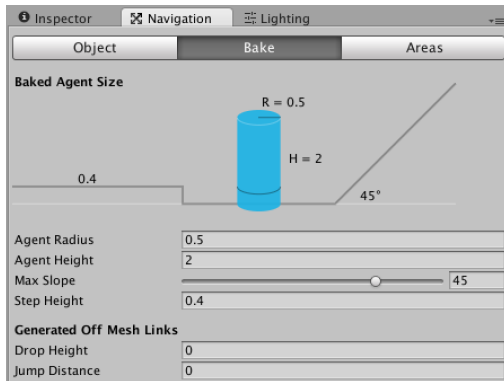 Inspector Navigation Lighting
Object Bake Areas
Baked Agent Size
R = 0.5
H = 2
0.4
45°
Agent Radius 0.5
Agent Height 2
Max Slope 45
Step Height 0.4
Generated Off Mesh Links
Drop Height 0
Jump Distance 0